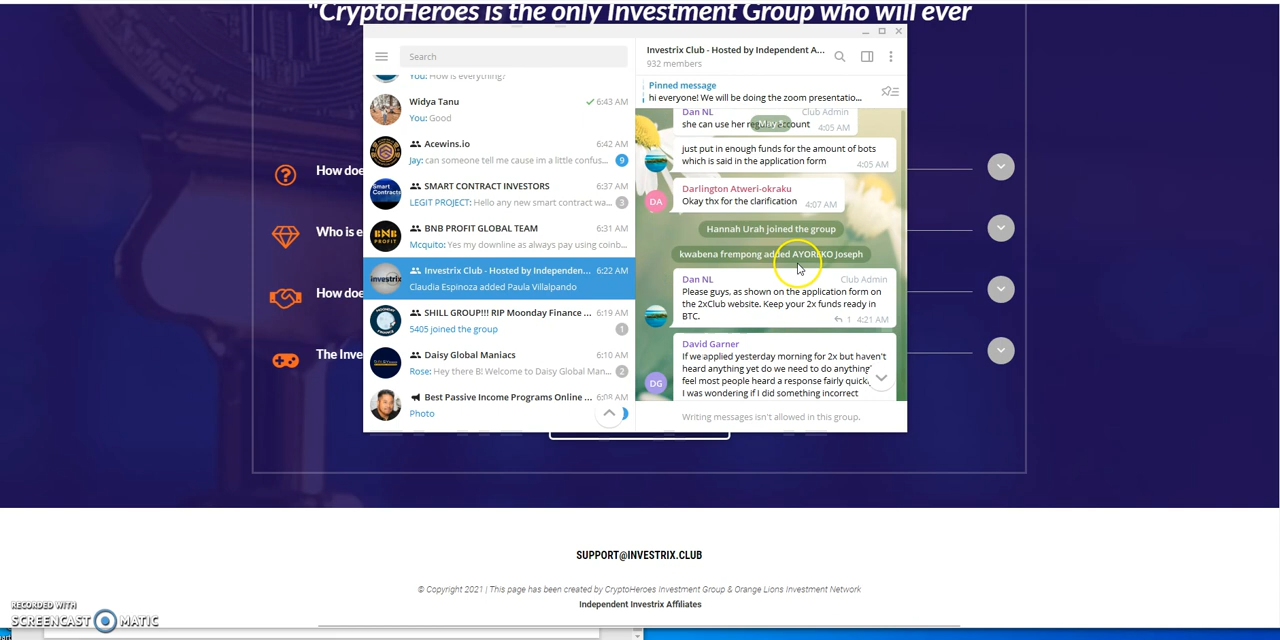 "CryptoHeroes is the only Investment Group who will ever
How doe
Who is e
How doe
The Inve
Search
You: How is everything?
Widya Tanu
6:43 AM
You: Good
Acewins.io
6:42 AM
Jay: can someone tell me cause im a little confus...
9
SMART CONTRACT INVESTORS
6:37 AM
LEGIT PROJECT: Hello any new smart contract wa...
3
BNB PROFIT GLOBAL TEAM
6:31 AM
Mcquito: Yes my downline as always pay using coinb...
Investrix Club - Hosted by Independen...
6:22 AM
Claudia Espinoza added Paula Villalpando
SHILL GROUP!!! RIP Moonday Finance ...
6:19 AM
5405 joined the group
1
Daisy Global Maniacs
6:10 AM
Rose: Hey there B! Welcome to Daisy Global Man...
2
Best Passive Income Programs Online ...
6:08 AM
Photo
Smart
Contracts
BNB
PROFIT
investrix
Investrix Club - Hosted by Independent A...
932 members
Pinned message
hi everyone! We will be doing the zoom presentatio...
Dan NL
Club Admin
she can use her regular account
4:05 AM
just put in enough funds for the amount of bots
which is said in the application form
4:05 AM
DA
Darlington Atweri-okraku
Okay thx for the clarification
4:07 AM
Hannah Urah joined the group
kwabena frempong added AYOREKO Joseph
Dan NL
Club Admin
Please guys, as shown on the application form on
the 2xClub website. Keep your 2x funds ready in
BTC.
1 4:21 AM
DG
David Garner
If we applied yesterday morning for 2x but haven't
heard anything yet do we need to do anything
feel most people heard a response fairly quick
I was wondering if I did something incorrect
Writing messages isn't allowed in this group.
SUPPORT@INVESTRIX.CLUB
© Copyright 2021 | This page has been created by CryptoHeroes Investment Group & Orange Lions Investment Network
Independent Investrix Affiliates
RECORDED WITH
SCREENCAST MATIC